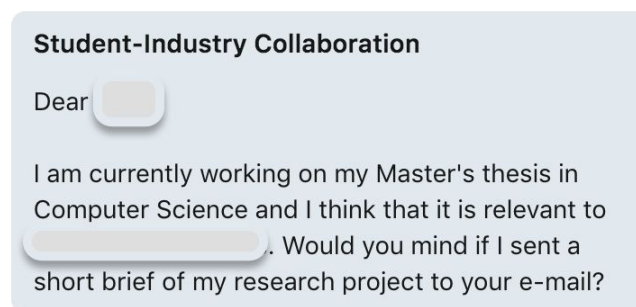 Student-Industry Collaboration
Dear
I am currently working on my Master's thesis in
Computer Science and I think that it is relevant to
. Would you mind if I sent a
short brief of my research project to your e-mail?